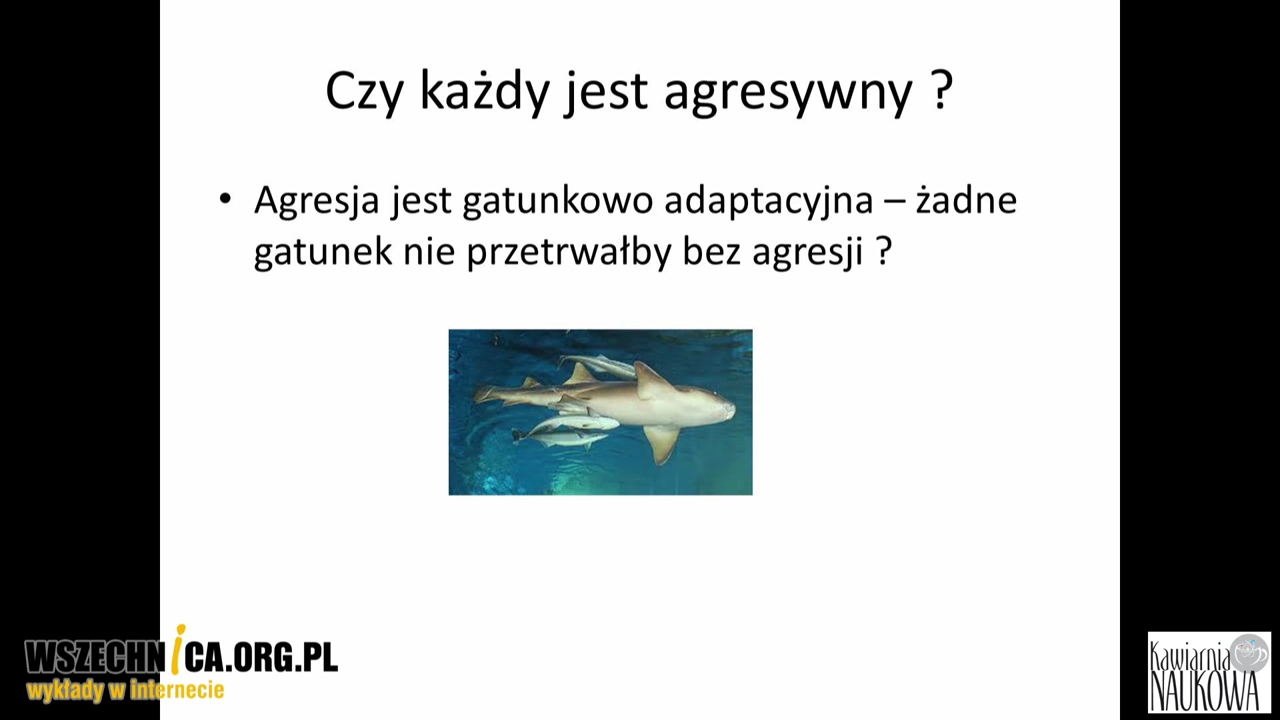 Czy każdy jest agresywny ?
• Agresja jest gatunkowo adaptacyjna – żadne
gatunek nie przetrwałby bez agresji ?
WSZECHNiCA.ORG.PL
wykłady w internecie
Kawiarnia
NAUKOWA